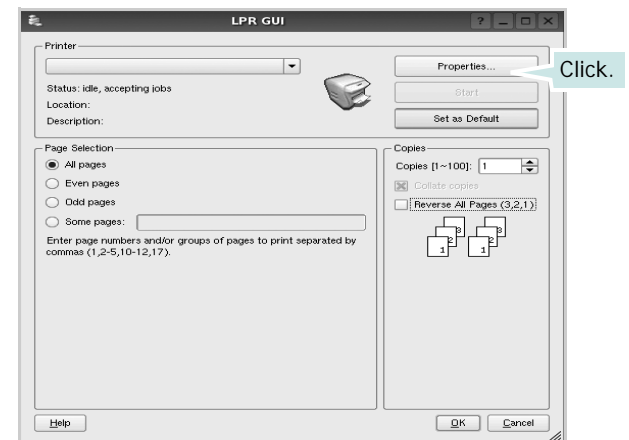 LPR GUI
Printer
Properties...
Click.
Status: idle, accepting jobs
Start
Location:
Description:
Set as Default
Page Selection
All pages
Even pages
Odd pages
Some pages:
Enter page numbers and/or groups of pages to print separated by
commas (1,2-5,10-12,17).
Copies
Copies [1~100]: 1
Collate copies
Reverse All Pages (3,2,1)
3 3
2 2
1 1
Help
OK
Cancel